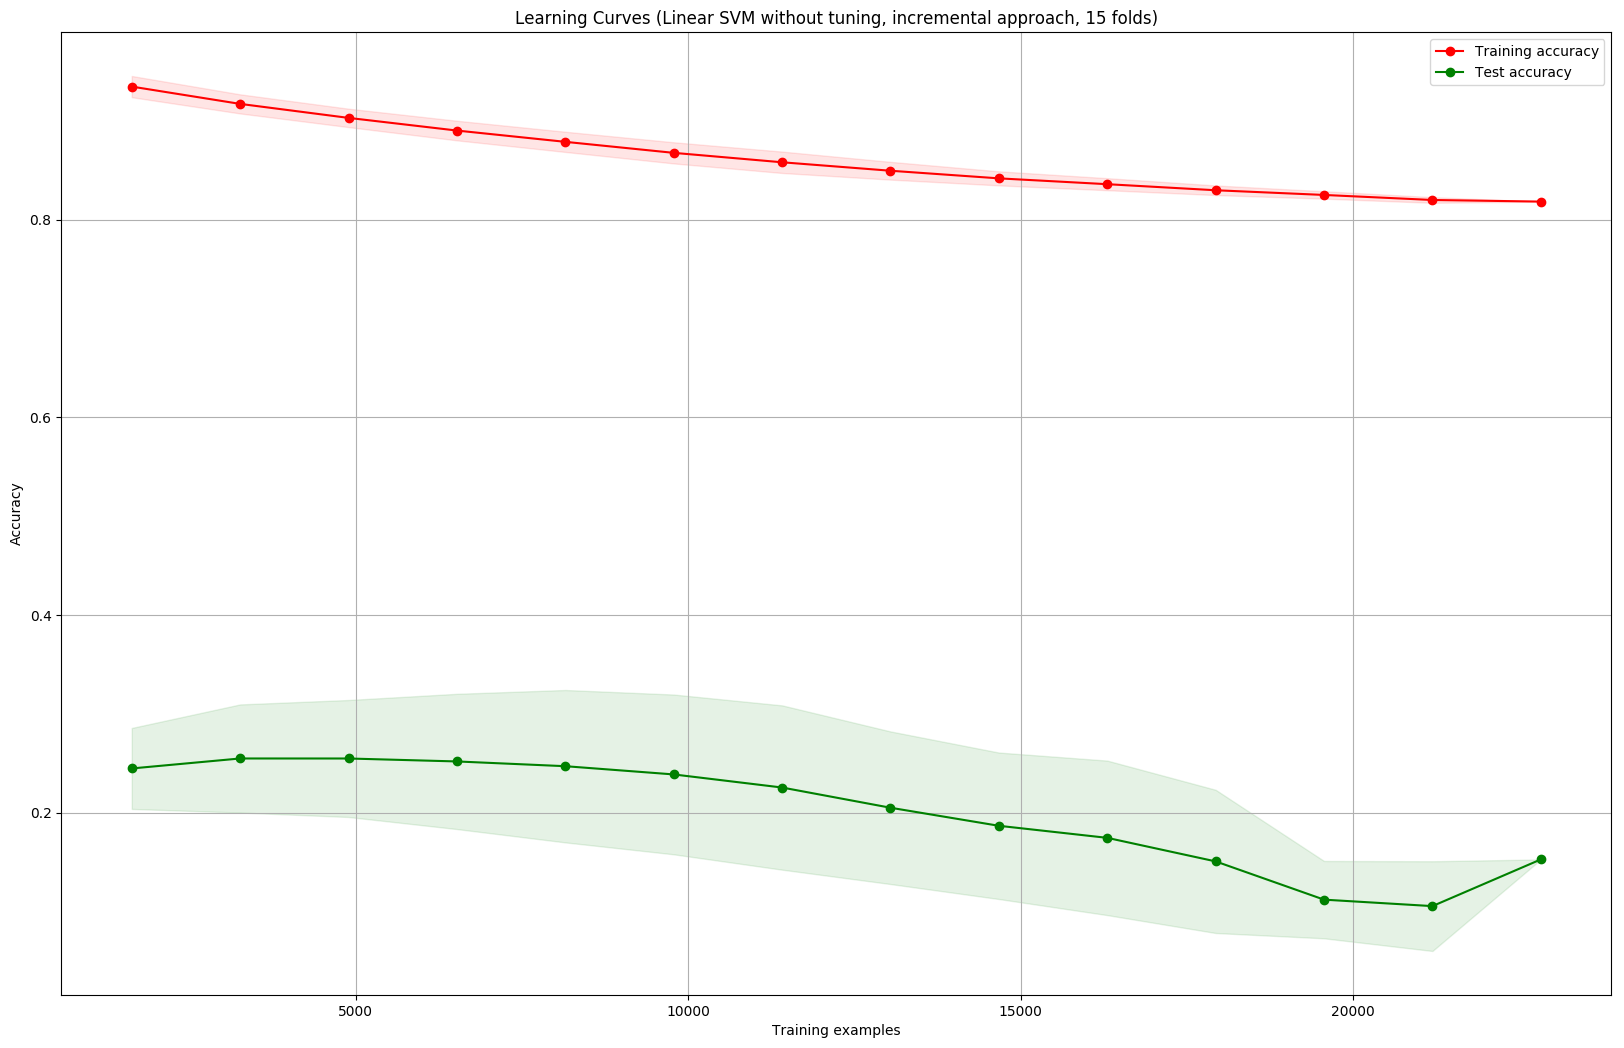 Learning Curves (Linear SVM without tuning, incremental approach, 15 folds)
Training accuracy
Test accuracy
0.8
0.6
0.4
0.2
Accuracy
5000
10000
15000
20000
Training examples